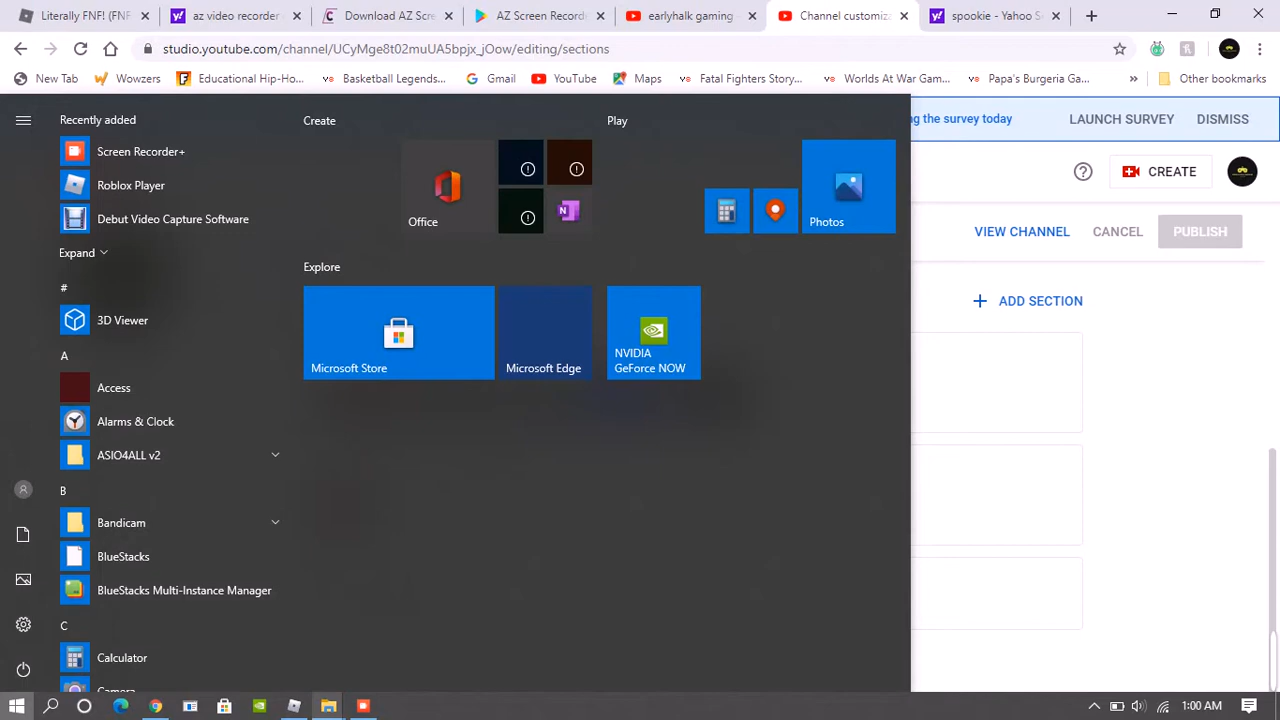 Literally DF! (FNF
az video recorder
Download AZ Scre
AZ Screen Record
earlyhalk gaming
Channel customiza
spookie - Yahoo Se
studio.youtube.com/channel/UCyMge8t02muUA5bpjx_jOow/editing/sections
New Tab
Wowzers
Educational Hip-Ho...
Basketball Legends...
Gmail
YouTube
Maps
Fatal Fighters Story...
Worlds At War Gam...
Papa's Burgeria Ga...
»
Other bookmarks
ng the survey today
LAUNCH SURVEY
DISMISS
CREATE
VIEW CHANNEL
CANCEL
PUBLISH
ADD SECTION
Recently added
Screen Recorder+
Roblox Player
Debut Video Capture Software
Expand
#
3D Viewer
A
Access
Alarms & Clock
ASIO4ALL v2
B
Bandicam
BlueStacks
BlueStacks Multi-Instance Manager
C
Calculator
Camera
Create
Office
Play
Photos
Explore
Microsoft Store
Microsoft Edge
NVIDIA
GeForce NOW
1:00 AM